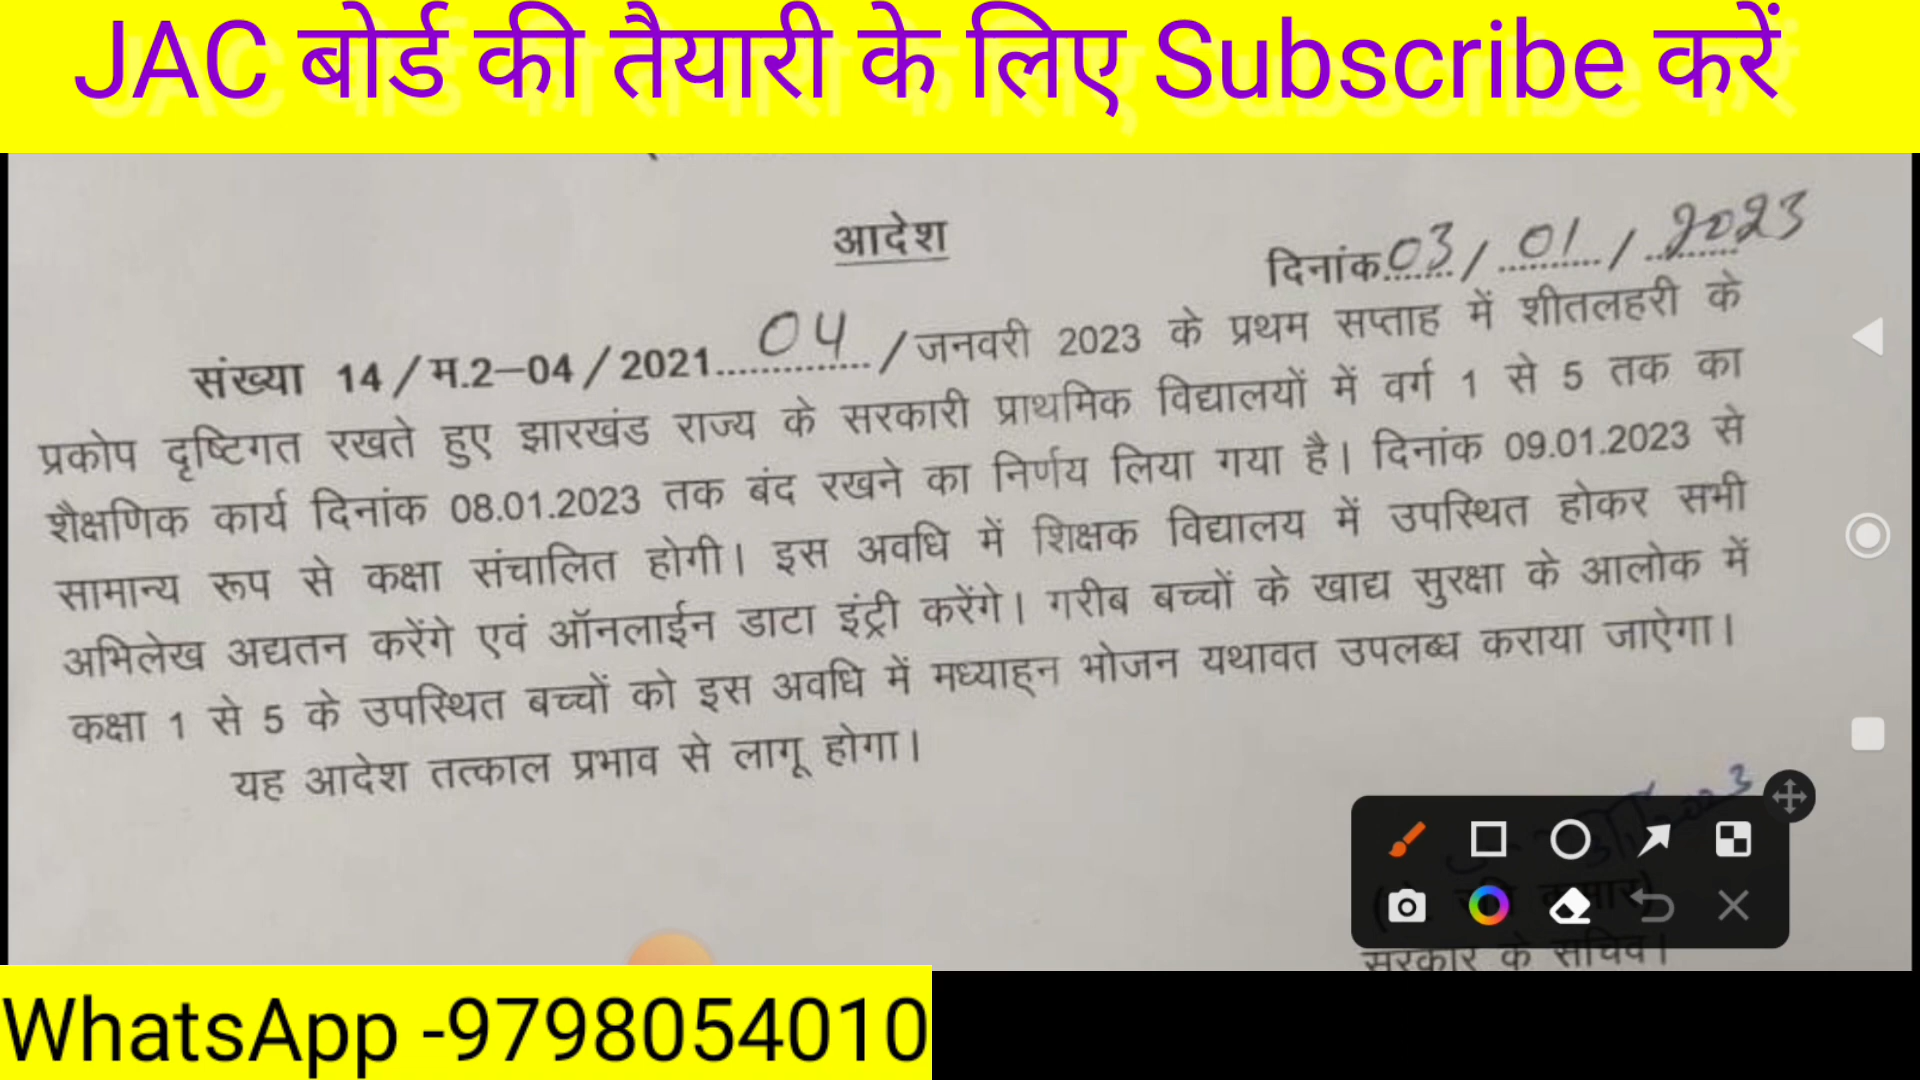 JAC बोर्ड की तैयारी के लिए Subscribe करें
आदेश
दिनांक 03/01/2023
संख्या 14/म.2–04/2021..........04........./जनवरी 2023 के प्रथम सप्ताह में शीतलहरी के
प्रकोप दृष्टिगत रखते हुए झारखंड राज्य के सरकारी प्राथमिक विद्यालयों में वर्ग 1 से 5 तक का
शैक्षणिक कार्य दिनांक 08.01.2023 तक बंद रखने का निर्णय लिया गया है। दिनांक 09.01.2023 से
सामान्य रूप से कक्षा संचालित होगी। इस अवधि में शिक्षक विद्यालय में उपस्थित होकर सभी
अभिलेख अद्यतन करेंगे एवं ऑनलाईन डाटा इंट्री करेंगे। गरीब बच्चों के खाद्य सुरक्षा के आलोक में
कक्षा 1 से 5 के उपस्थित बच्चों को इस अवधि में मध्याह्न भोजन यथावत उपलब्ध कराया जाऐगा।
यह आदेश तत्काल प्रभाव से लागू होगा।
सरकार के सचिव।
WhatsApp -9798054010